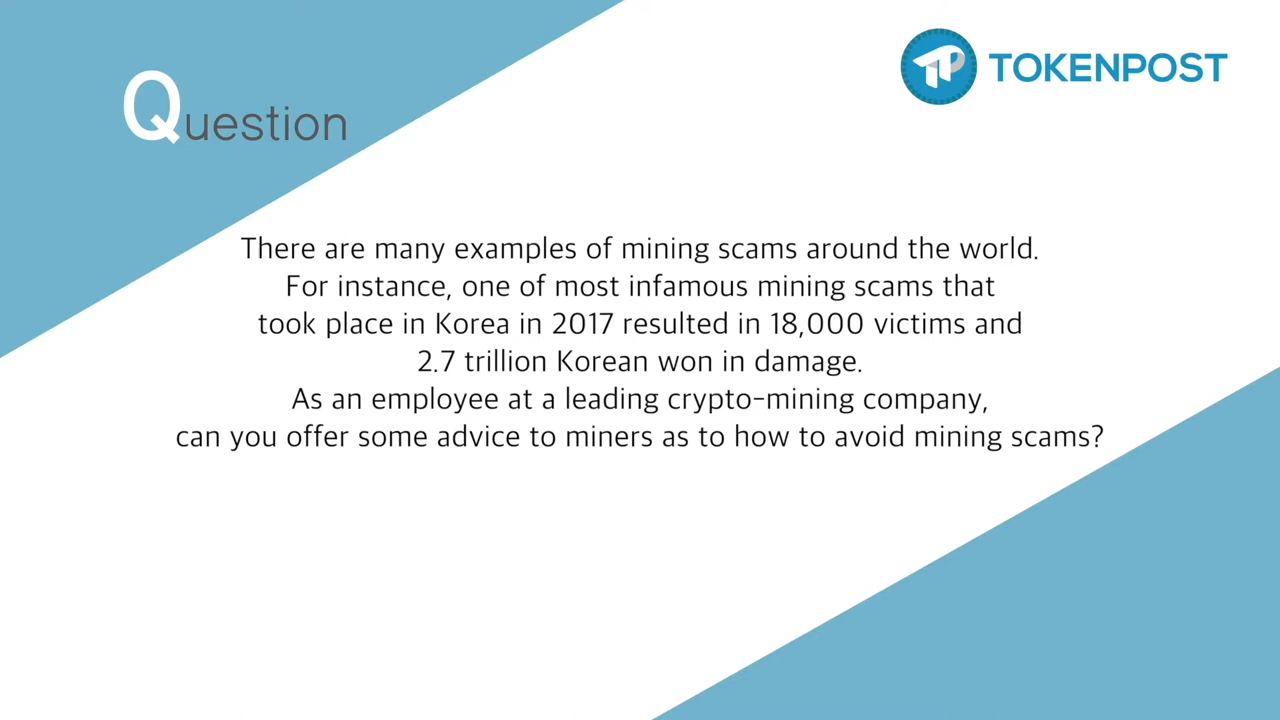 Question
TOKENPOST
There are many examples of mining scams around the world.
For instance, one of most infamous mining scams that
took place in Korea in 2017 resulted in 18,000 victims and
2.7 trillion Korean won in damage.
As an employee at a leading crypto-mining company,
can you offer some advice to miners as to how to avoid mining scams?